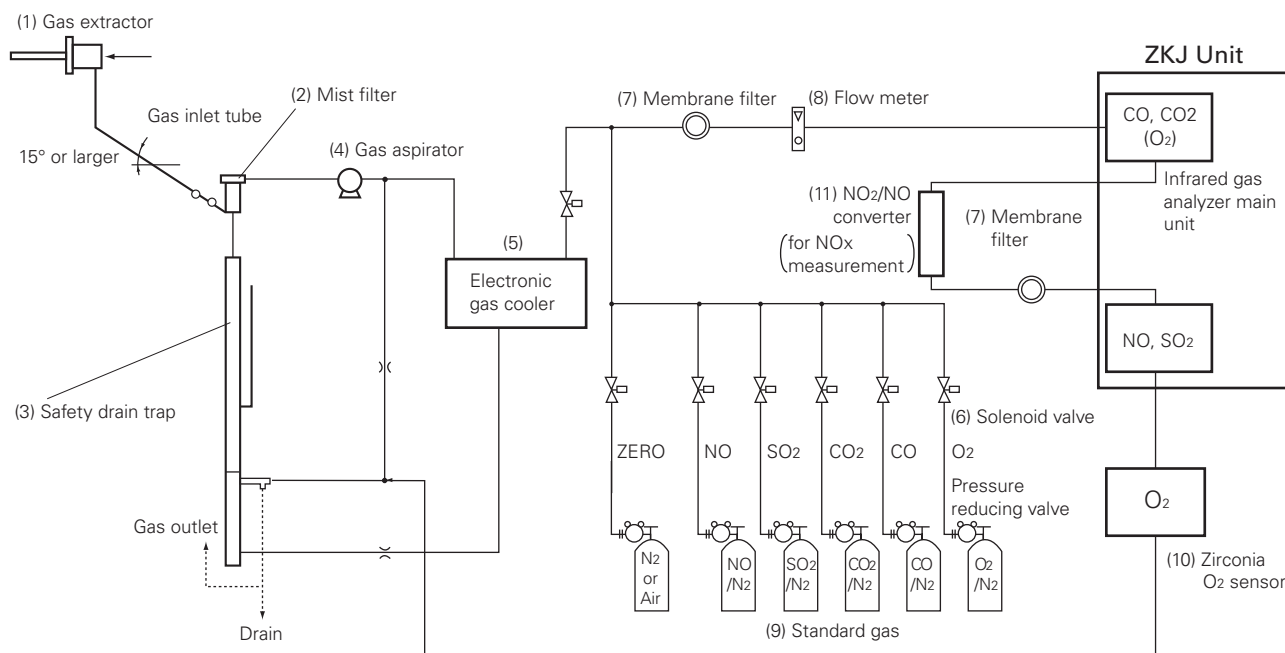 (1) Gas extractor
(2) Mist filter
Gas inlet tube
15° or larger
(4) Gas aspirator
(5)
Electronic
gas cooler
(3) Safety drain trap
Gas outlet
Drain
(7) Membrane filter
(8) Flow meter
ZKJ Unit
CO, CO2
(O2)
Infrared gas
analyzer main
unit
(11) NO2/NO
converter
(for NOx
measurement)
(7) Membrane
filter
NO, SO2
(6) Solenoid valve
ZERO
NO
SO2
CO2
CO
O2
Pressure
reducing valve
N2
or
Air
NO
/N2
SO2
/N2
CO2
/N2
CO
/N2
O2
/N2
(9) Standard gas
O2
(10) Zirconia
O2 sensor